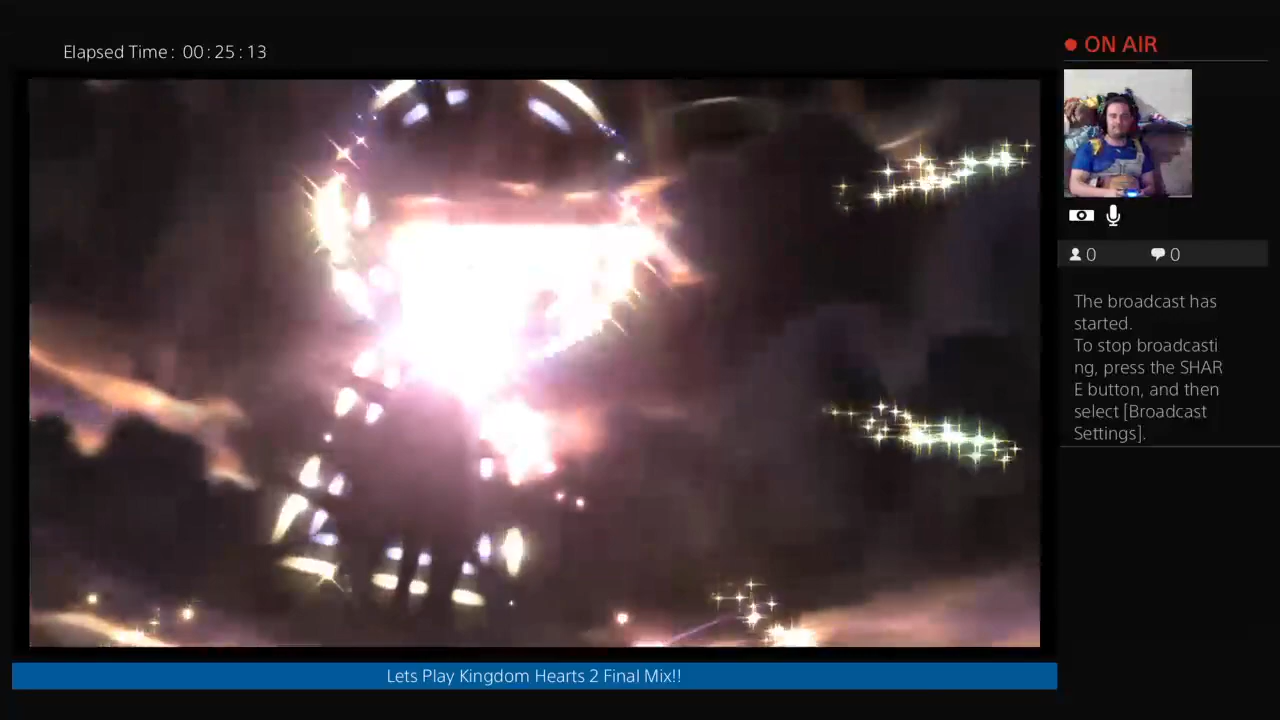 Elapsed Time: 00:25:13
ON AIR
0 0
The broadcast has
started.
To stop broadcasti
ng, press the SHAR
E button, and then
select [Broadcast
Settings].
Lets Play Kingdom Hearts 2 Final Mix!!